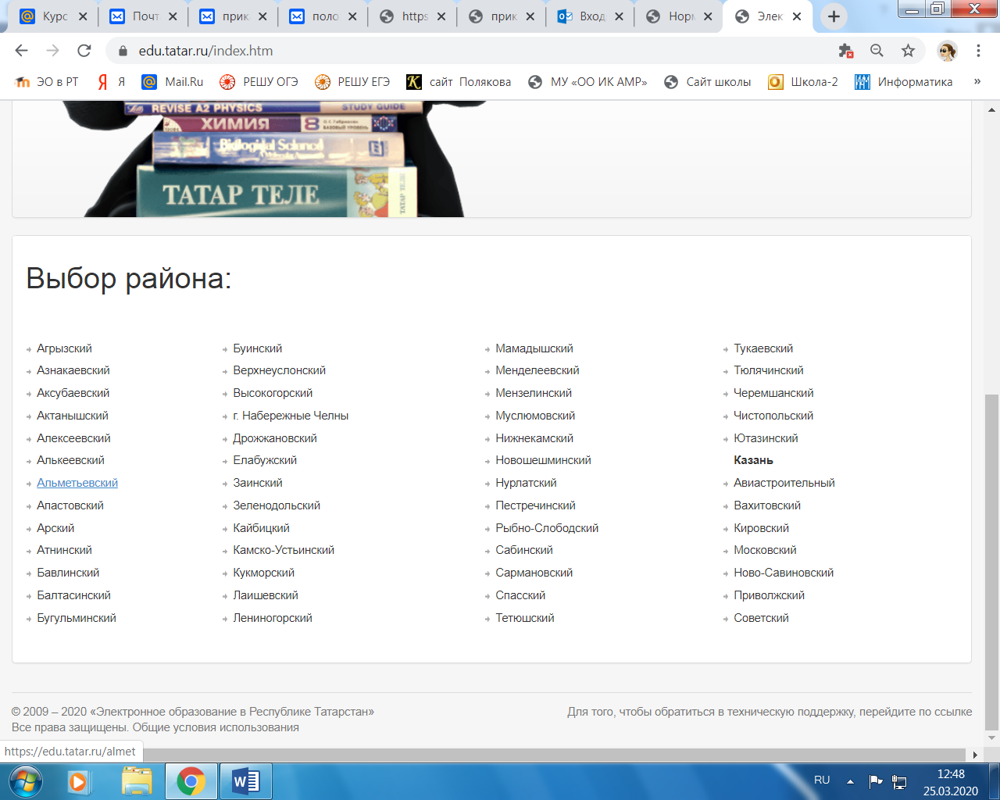 Курс
Почт
прик
поло
https
прик
Вход
Норм
Элек
edu.tatar.ru/index.htm
ЭО в РТ
Я
Я
Mail.Ru
РЕШУ ОГЭ
РЕШУ ЕГЭ
K
сайт Полякова
МУ «ОО ИК АМР»
Сайт школы
Школа-2
Информатика
»
REVISE A2 PHYSICS STUDY GUIDE
ХИМИЯ 8 О.С.Габриелян БАЗОВЫЙ УРОВЕНЬ
Biological Science
ТАТАР ТЕЛЕ
ТАТАР ТЕЛЕ
Выбор района:
Агрызский
Азнакаевский
Аксубаевский
Актанышский
Алексеевский
Алькеевский
Альметьевский
Апастовский
Арский
Атнинский
Бавлинский
Балтасинский
Бугульминский
Буинский
Верхнеуслонский
Высокогорский
г. Набережные Челны
Дрожжановский
Елабужский
Заинский
Зеленодольский
Кайбицкий
Камско-Устьинский
Кукморский
Лаишевский
Лениногорский
Мамадышский
Менделеевский
Мензелинский
Муслюмовский
Нижнекамский
Новошешминский
Нурлатский
Пестречинский
Рыбно-Слободский
Сабинский
Сармановский
Спасский
Тетюшский
Тукаевский
Тюлячинский
Черемшанский
Чистопольский
Ютазинский
Казань
Авиастроительный
Вахитовский
Кировский
Московский
Ново-Савиновский
Приволжский
Советский
© 2009 – 2020 «Электронное образование в Республике Татарстан»
Все права защищены. Общие условия использования
Для того, чтобы обратиться в техническую поддержку, перейдите по ссылке
https://edu.tatar.ru/almet
RU
12:48
25.03.2020